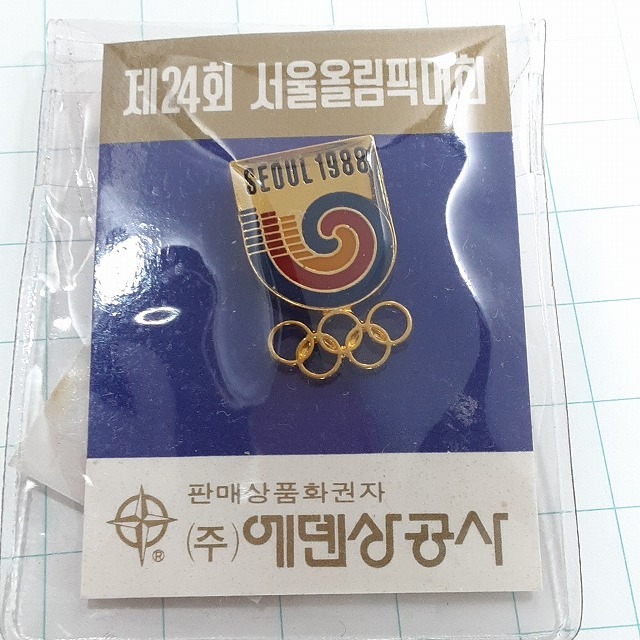 제24회 서울올림픽대회
SEOUL 1988
판매상품화권자
(주)에덴상공사
®